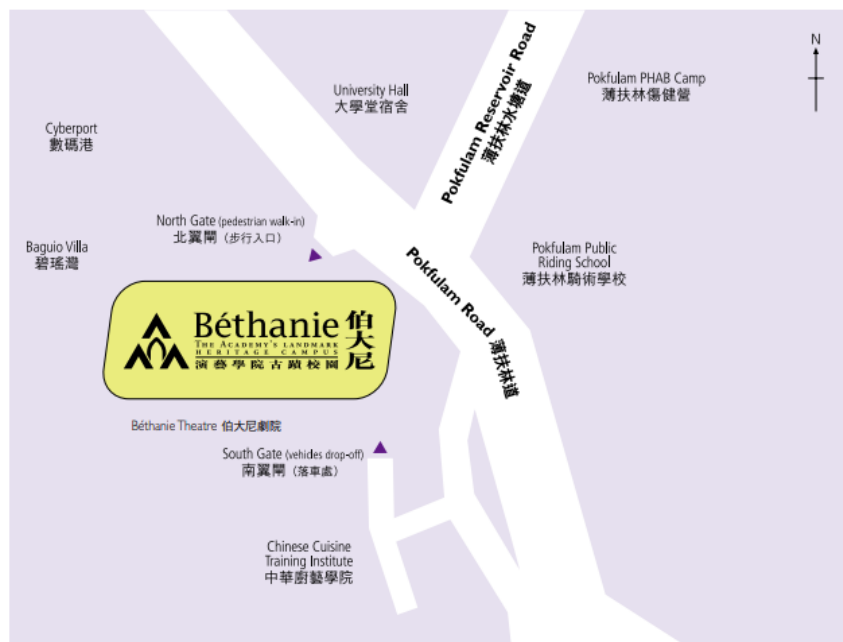 N
University Hall
大學堂宿舍
Pokfulam Reservoir Road
薄扶林水塘道
Pokfulam PHAB Camp
薄扶林傷健營
Cyberport
數碼港
North Gate (pedestrian walk-in)
北翼閘（步行入口）
Baguio Villa
碧瑤灣
Pokfulam Public
Riding School
薄扶林騎術學校
Pokfulam Road 薄扶林道
Béthanie 伯大尼
THE ACADEMY'S LANDMARK
HERITAGE CAMPUS
演藝學院古蹟校園
Béthanie Theatre 伯大尼劇院
South Gate (vehicles drop-off)
南翼閘（落車處）
Chinese Cuisine
Training Institute
中華廚藝學院